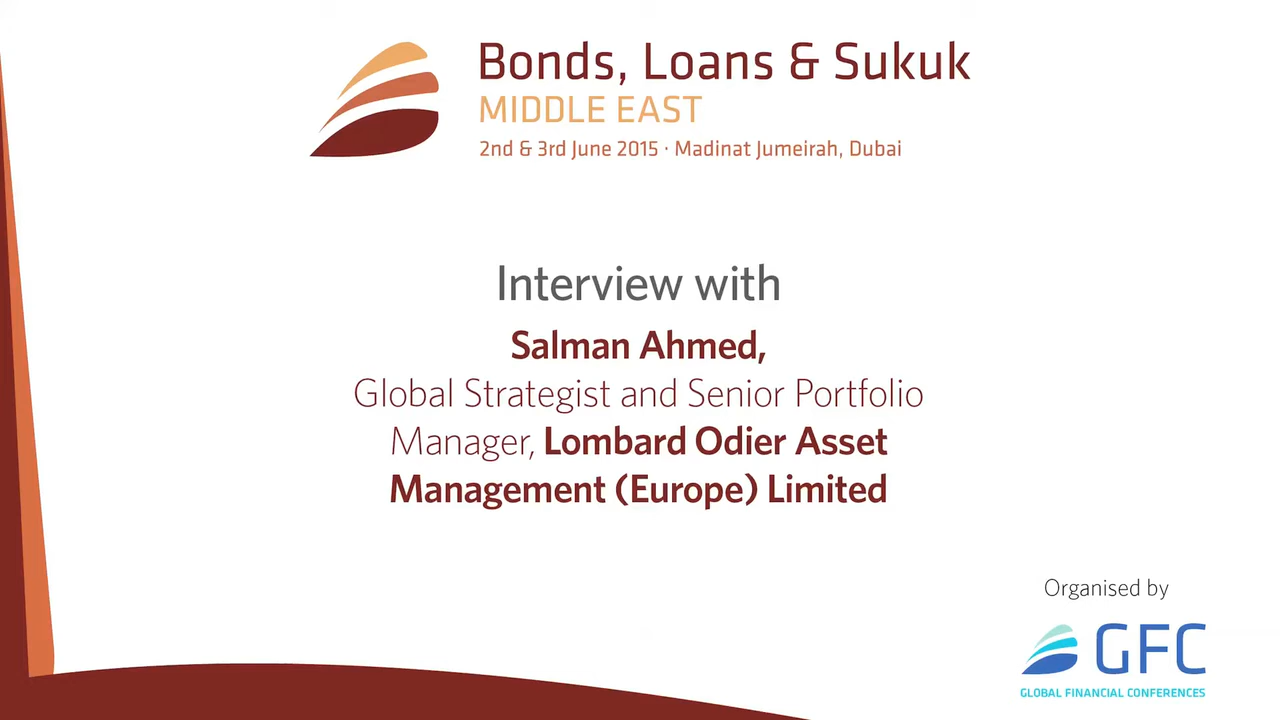 Bonds, Loans & Sukuk
MIDDLE EAST
2nd & 3rd June 2015 · Madinat Jumeirah, Dubai
Interview with
Salman Ahmed,
Global Strategist and Senior Portfolio
Manager, Lombard Odier Asset
Management (Europe) Limited
Organised by
GFC
GLOBAL FINANCIAL CONFERENCES